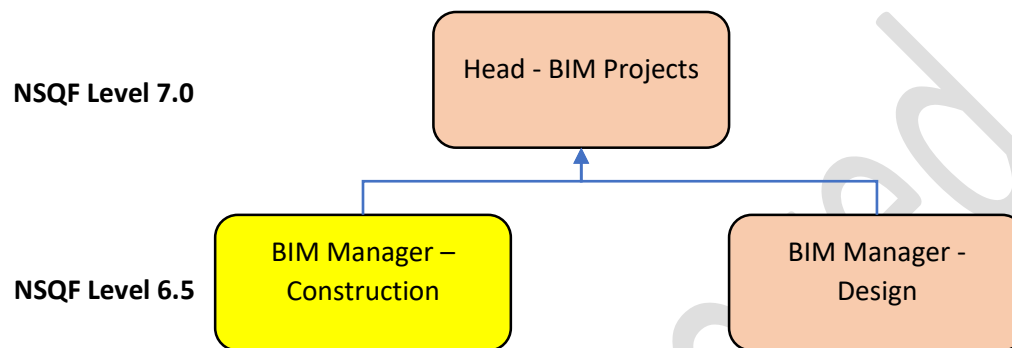 Head - BIM Projects
NSQF Level 7.0
BIM Manager –
Construction
BIM Manager -
Design
NSQF Level 6.5